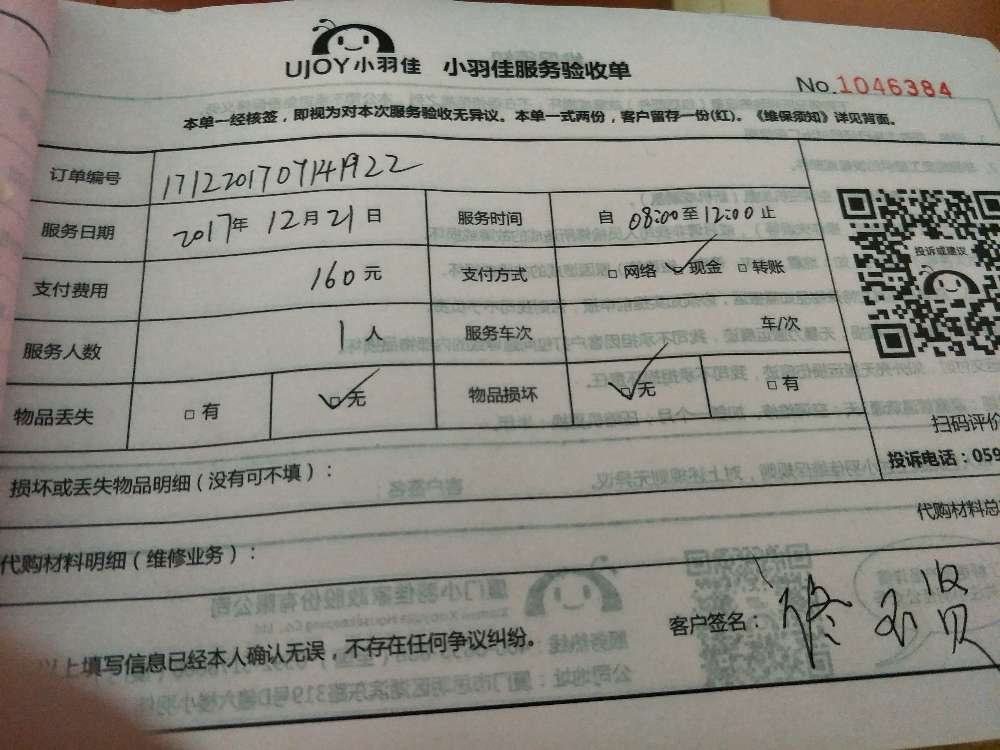 UJOY小羽佳 小羽佳服务验收单
No.1046384
本单一经核签，即视为对本次服务验收无异议。本单一式两份，客户留存一份(红)。《维保须知》详见背面。
订单编号 1712201707141922
服务日期 2017年 12月 21日 服务时间 自 08:00至12:00止
投诉或建议
支付费用 160元 支付方式 □网络 ☑现金 □转账
服务人数 1人 服务车次 车/次
物品丢失 □有 ☑无 物品损坏 ☑无 □有
扫码评价
损坏或丢失物品明细（没有可不填）：
投诉电话：059
代购材料总
代购材料明细（维修业务）：
客户签名：
上填写信息已经本人确认无误，不存在任何争议纠纷。